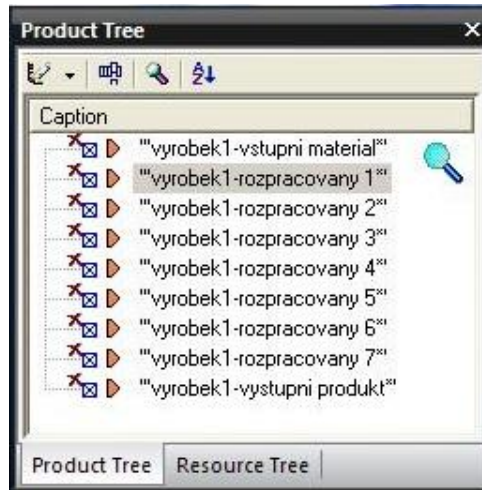 Product Tree
Caption
"'vyrobek1-vstupni material"'
"'vyrobek1-rozpracovany 1"'
"'vyrobek1-rozpracovany 2"'
"'vyrobek1-rozpracovany 3"'
"'vyrobek1-rozpracovany 4"'
"'vyrobek1-rozpracovany 5"'
"'vyrobek1-rozpracovany 6"'
"'vyrobek1-rozpracovany 7"'
"'vyrobek1-vystupni produkt"'
Product Tree Resource Tree